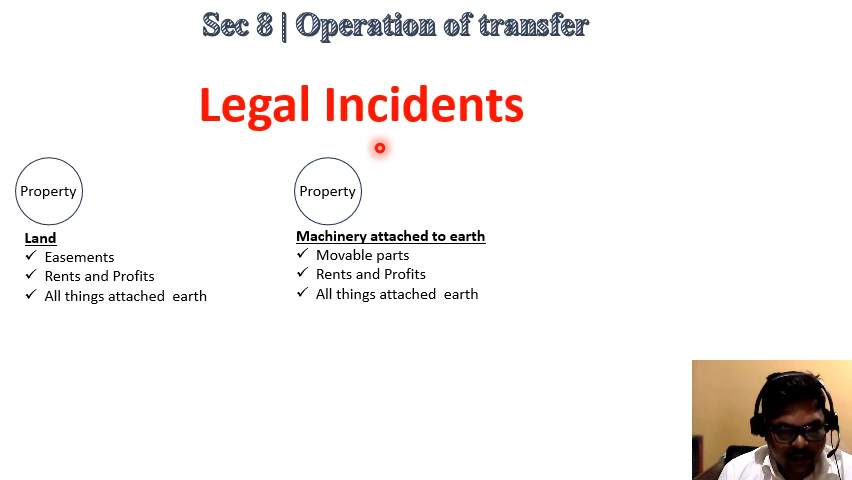 Sec 8 | Operation of transfer
Legal Incidents
Property
Land
Easements
Rents and Profits
All things attached  earth
Property
Machinery attached to earth
Movable parts
Rents and Profits
All things attached  earth